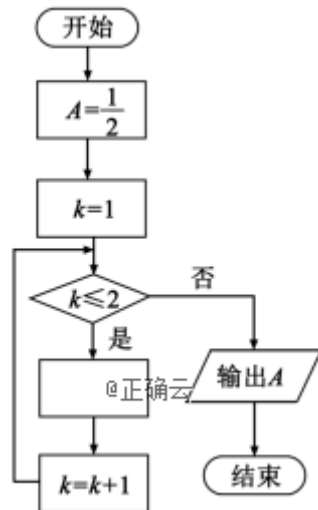 开始
A=1/2
k=1
k≤2
否
是
@正确云
输出A
k=k+1
结束